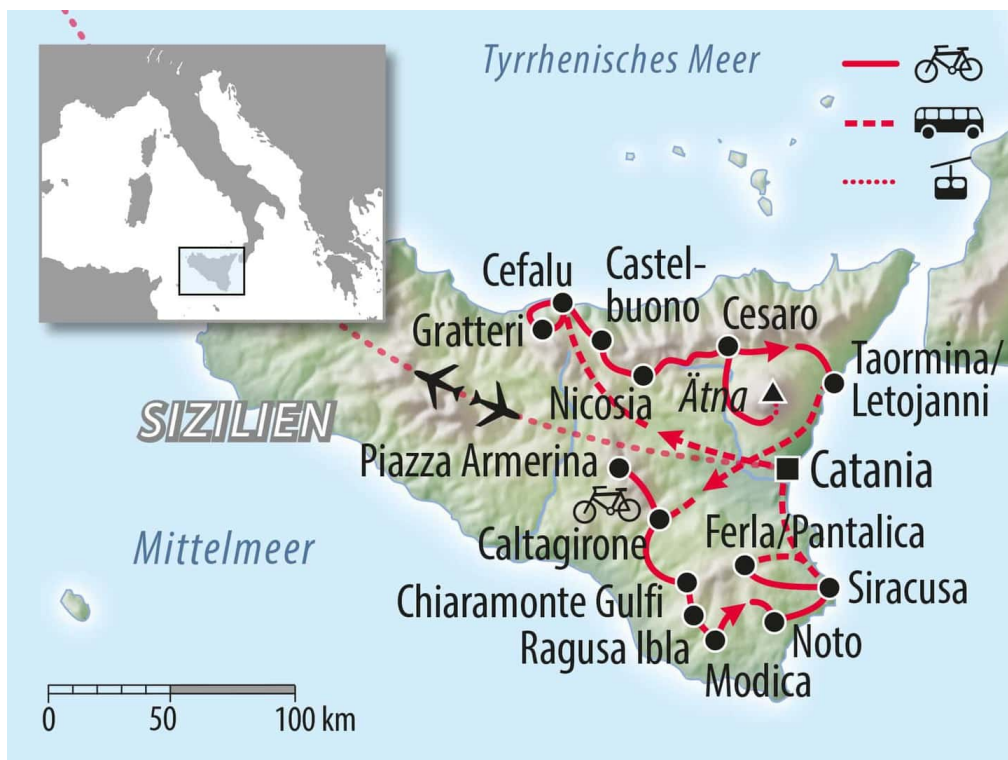 Tyrrhenisches Meer
Cefalu
Castel-
buono
Gratteri
Cesaro
Taormina/
Letojanni
Nicosia
Ätna
SIZILIEN
Piazza Armerina
Catania
Mittelmeer
Caltagirone
Ferla/Pantalica
Chiaramonte Gulfi
Siracusa
Ragusa Ibla
Noto
Modica
0 50 100 km